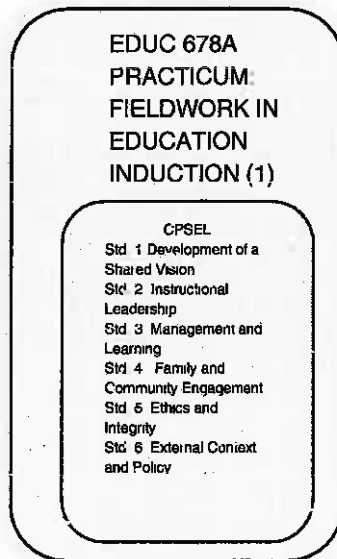 EDUC 678A
PRACTICUM:
FIELDWORK IN
EDUCATION
INDUCTION (1)
CPSEL
Std 1 Development of a
Shared Vision
Std 2 Instructional
Leadership
Std 3 Management and
Learning
Std 4 Family and
Community Engagement
Std 5 Ethics and
Integrity
Std 6 External Context
and Policy